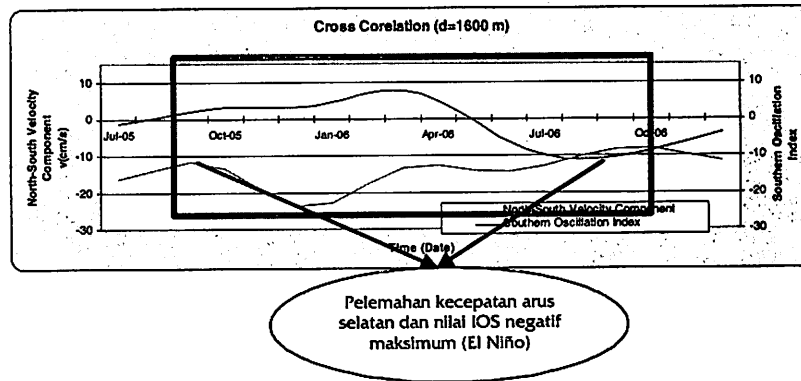 Cross Corelation (d=1600 m)
North-South Velocity
Component
v(cm/s)
10
0
-10
-20
-30
Jul-05
Oct-05
Jan-06
Apr-06
Jul-06
Oct-06
10
0
-10
-20
-30
Southern Oscillation
Index
North-South Velocity Component
Southern Oscillation Index
Time (Date)
Pelemahan kecepatan arus
selatan dan nilai IOS negatif
maksimum (El Niño)